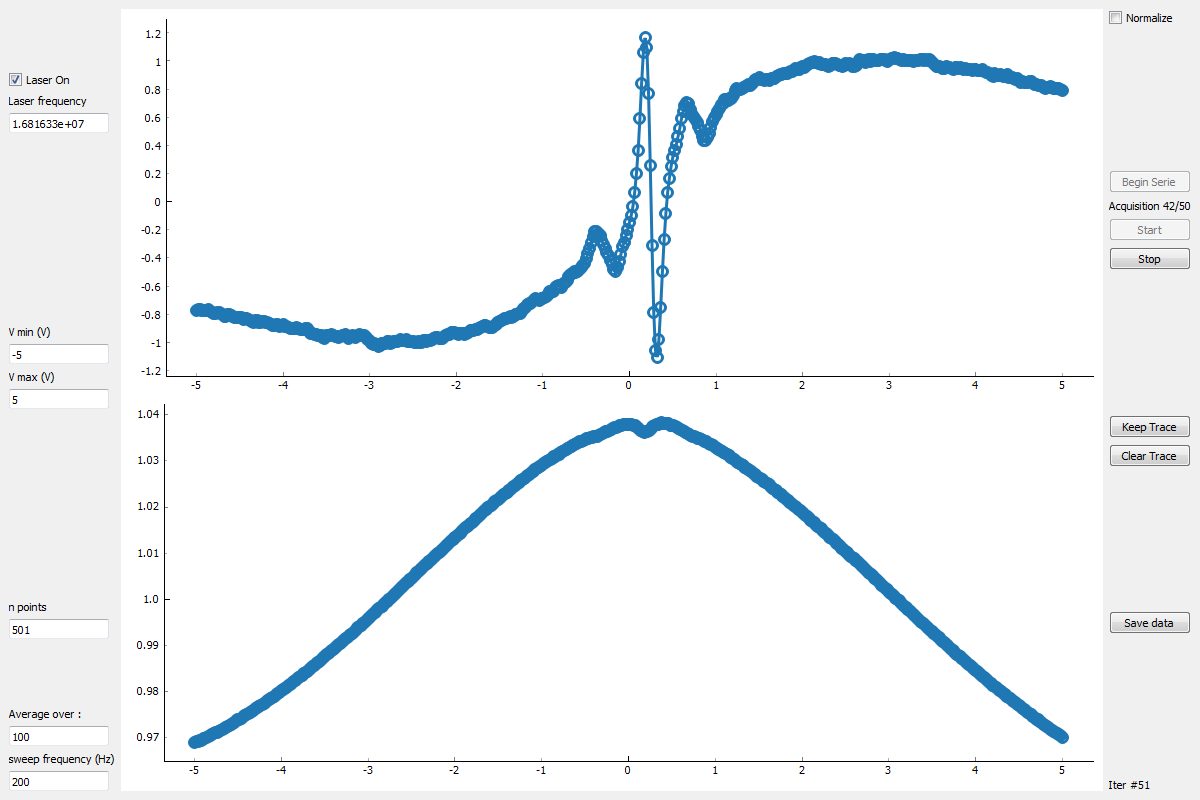 Normalize
Laser On
Laser frequency
1.681633e+07
1.2
1
0.8
0.6
0.4
0.2
0
-0.2
-0.4
-0.6
-0.8
-1
-1.2
-5 -4 -3 -2 -1 0 1 2 3 4 5
Begin Serie
Acquisition 42/50
Start
Stop
V min (V)
-5
V max (V)
5
1.04
1.03
1.02
1.01
1.0
0.99
0.98
0.97
-5 -4 -3 -2 -1 0 1 2 3 4 5
Keep Trace
Clear Trace
n points
501
Save data
Average over :
100
sweep frequency (Hz)
200
Iter #51